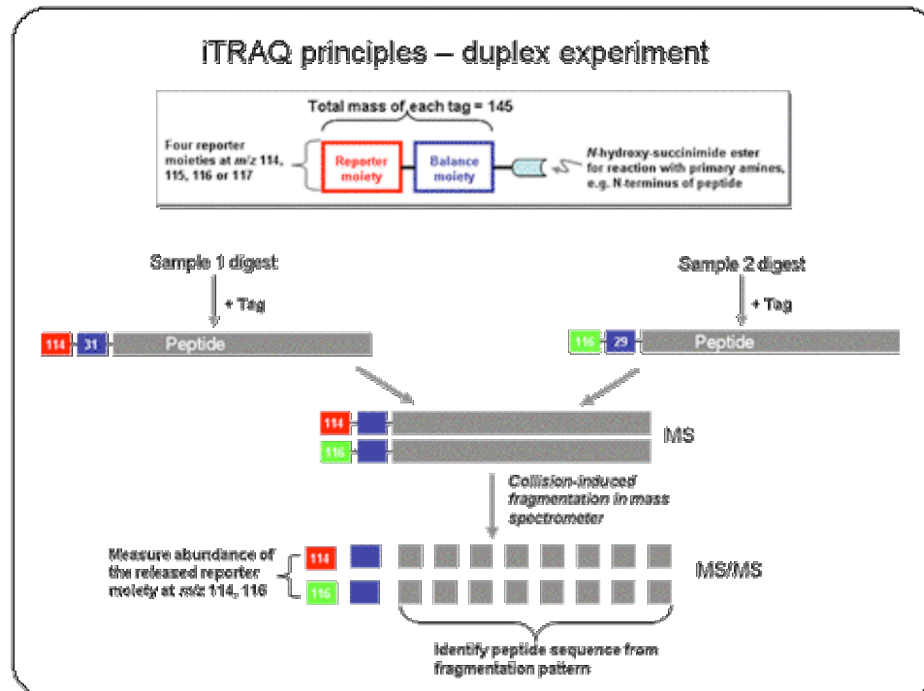 iTRAQ principles – duplex experiment
Total mass of each tag = 145
Four reporter
moieties at m/z 114,
115, 116 or 117
Reporter
moiety
Balance
moiety
N-hydroxy-succinimide ester
for reaction with primary amines,
e.g. N-terminus of peptide
Sample 1 digest
Sample 2 digest
+ Tag
+ Tag
114
31
Peptide
116
29
Peptide
114
116
MS
Collision-induced
fragmentation in mass
spectrometer
Measure abundance of
the released reporter
moiety at m/z 114, 116
114
116
MS/MS
Identify peptide sequence from
fragmentation pattern